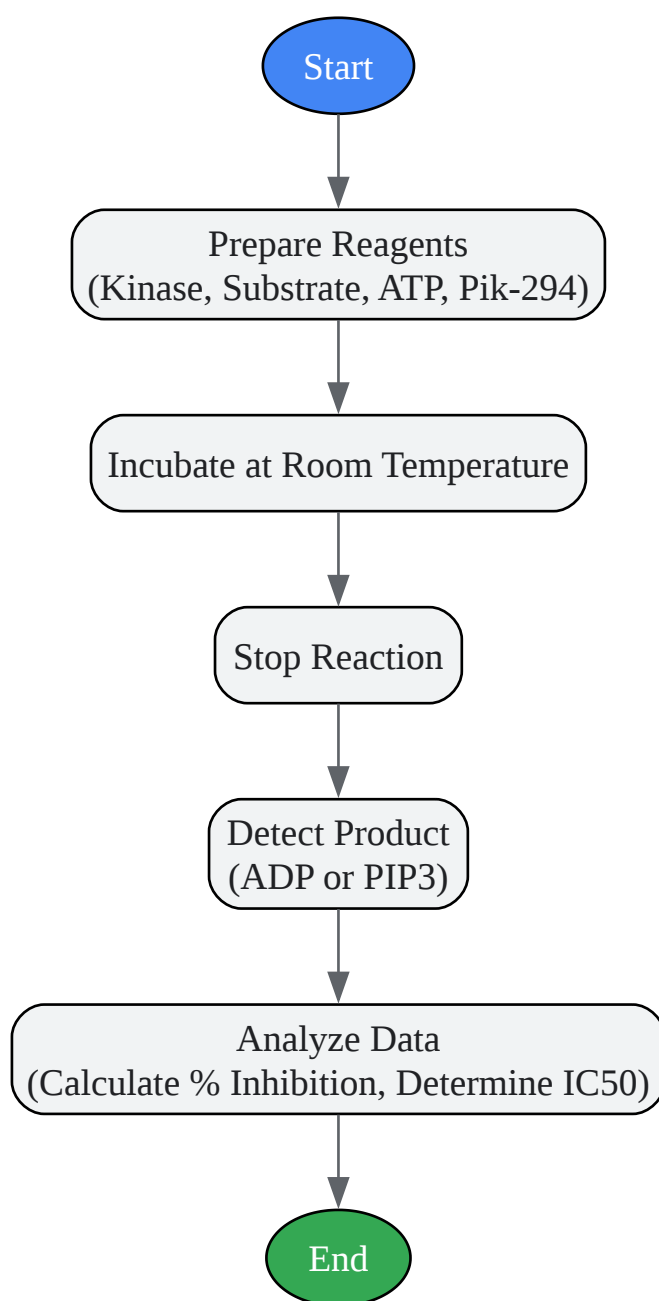 Start
Prepare Reagents
(Kinase, Substrate, ATP, Pik-294)
Incubate at Room Temperature
Stop Reaction
Detect Product
(ADP or PIP3)
Analyze Data
(Calculate % Inhibition, Determine IC50)
End